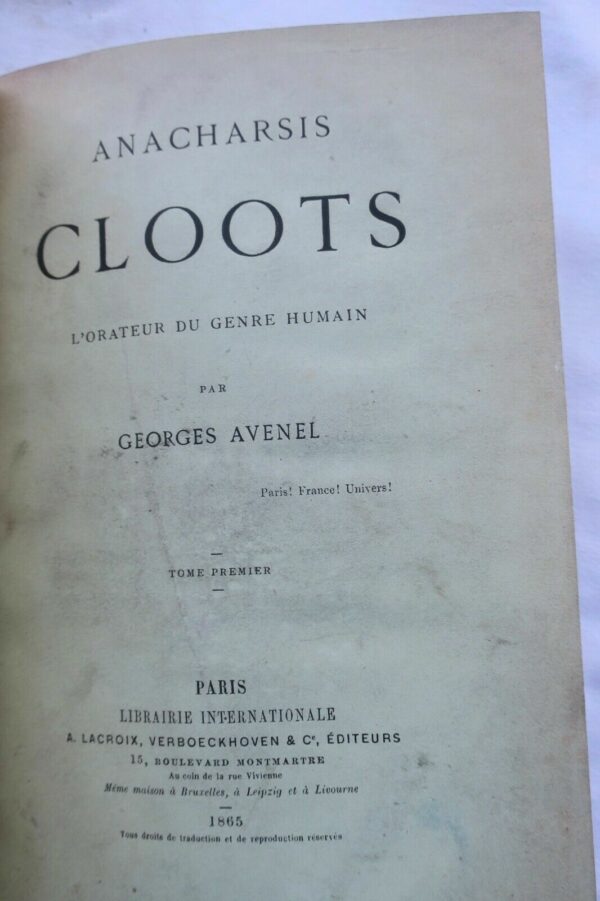 ANACHARSIS
CLOOTS
L'ORATEUR DU GENRE HUMAIN
PAR
GEORGES AVENEL
Paris! France! Univers!
TOME PREMIER
PARIS
LIBRAIRIE INTERNATIONALE
A. LACROIX, VERBOECKHOVEN & Cᵉ, ÉDITEURS
15, BOULEVARD MONTMARTRE
Au coin de la rue Vivienne
Même maison à Bruxelles, à Leipzig et à Livourne
1865
Tous droits de traduction et de reproduction réservés